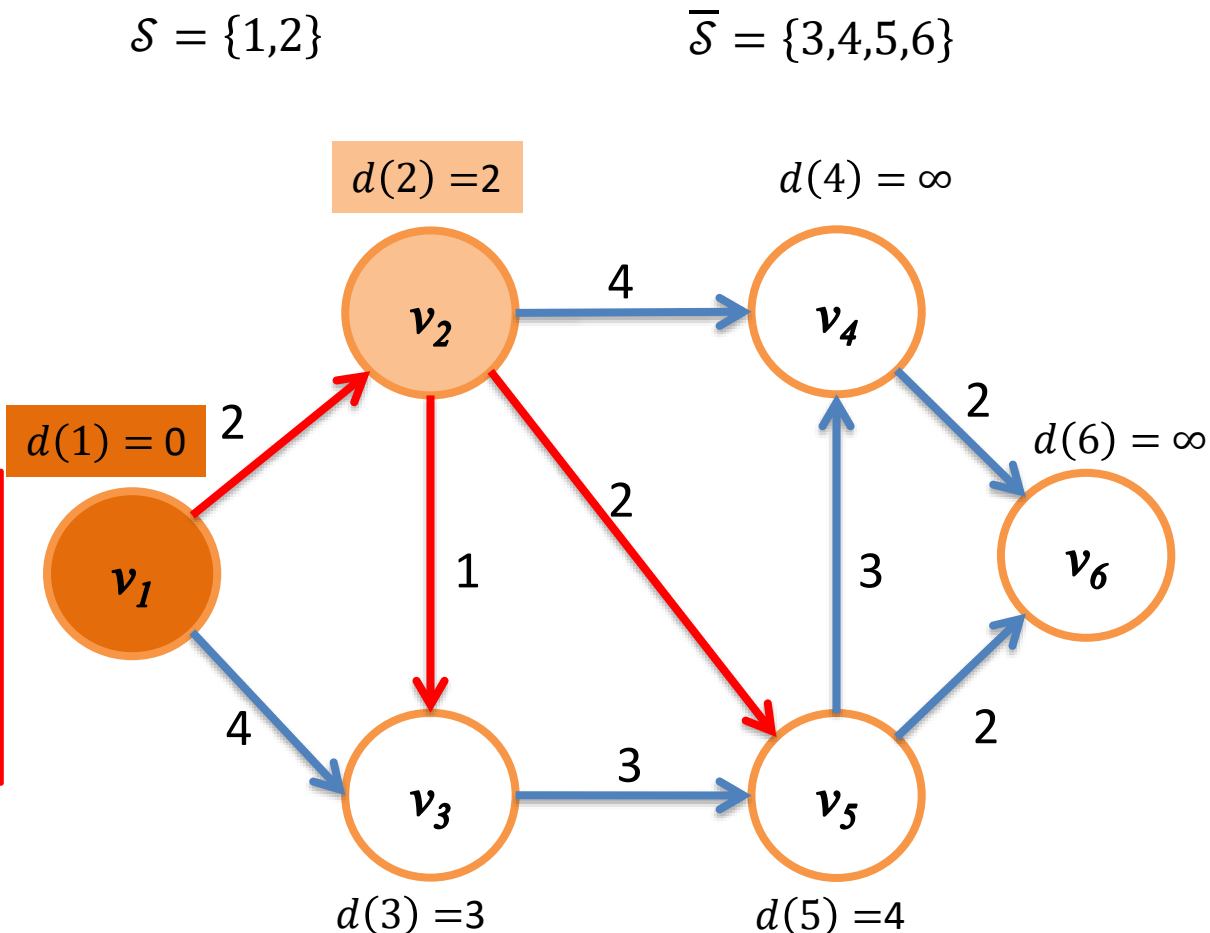 𝒮 = {1,2}
𝒮̅ = {3,4,5,6}
d(2) =2
d(4) = ∞
4
v2
v4
2
2
d(1) = 0
d(6) = ∞
2
1
3
v1
v6
4
3
2
v3
v5
d(3) =3
d(5) =4